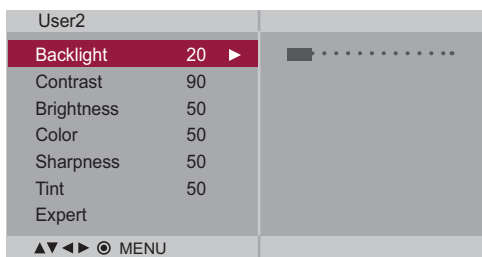 User2
Backlight 20 ►
Contrast 90
Brightness 50
Color 50
Sharpness 50
Tint 50
Expert
▲▼◄► ◉ MENU